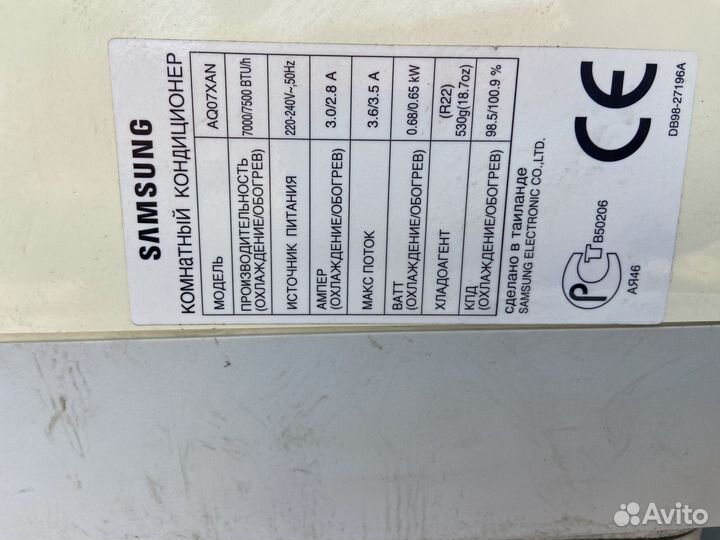 SAMSUNG
КОМНАТНЫЙ КОНДИЦИОНЕР
МОДЕЛЬ AQ07XAN
ПРОИЗВОДИТЕЛЬНОСТЬ
(ОХЛАЖДЕНИЕ/ОБОГРЕВ) 7000/7500 BTU/h
ИСТОЧНИК ПИТАНИЯ 220-240V~,50Hz
АМПЕР
(ОХЛАЖДЕНИЕ/ОБОГРЕВ) 3.0/2.8 A
МАКС ПОТОК 3.6/3.5 A
ВАТТ
(ОХЛАЖДЕНИЕ/ОБОГРЕВ) 0.68/0.65 kW
ХЛАДОАГЕНТ (R22)
530g(18.7oz)
КПД
(ОХЛАЖДЕНИЕ/ОБОГРЕВ) 98.5/100.9 %
сделано в таиланде
SAMSUNG ELECTRONIC CO.,LTD.
CE
РСТ
В50206
АЯ46
DB98-27196A
Avito